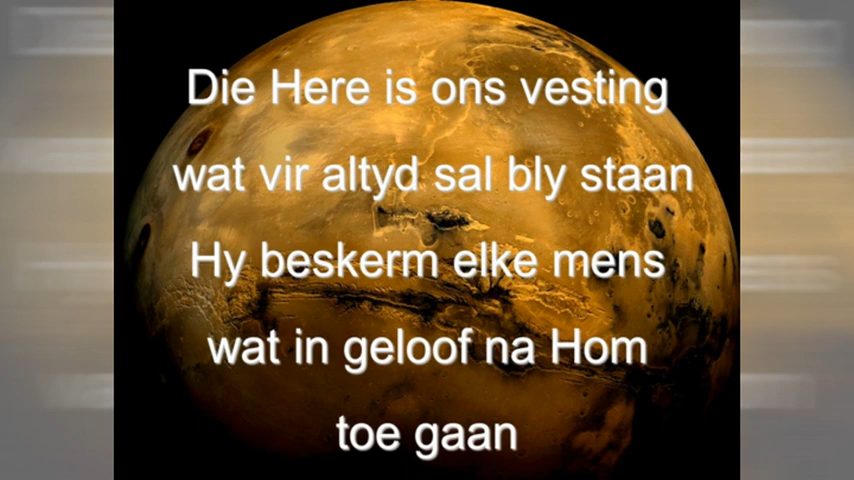 Die Here is ons vesting
wat vir altyd sal bly staan
Hy beskerm elke mens
wat in geloof na Hom
toe gaan